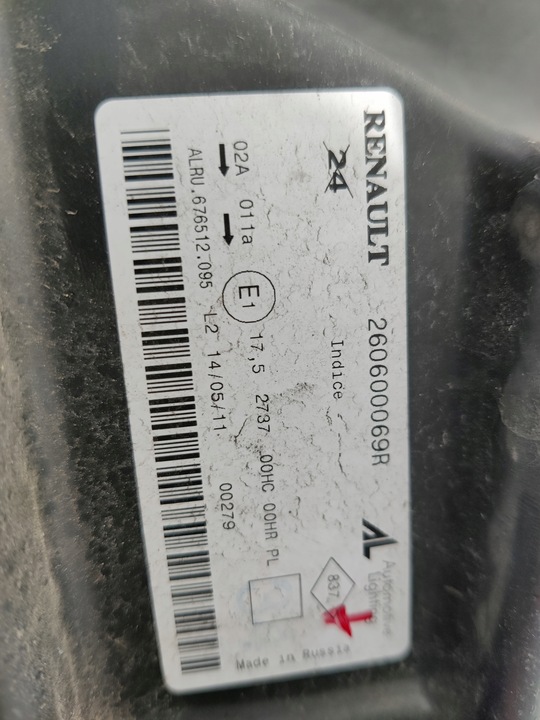 RENAULT 260600069R AL Automotive Lighting
24 Indice 837
02A 011a E1 17,5 2737 00HC 00HR PL
ALRU.676512.095 L2 14/05/11 00279
Made in Russia